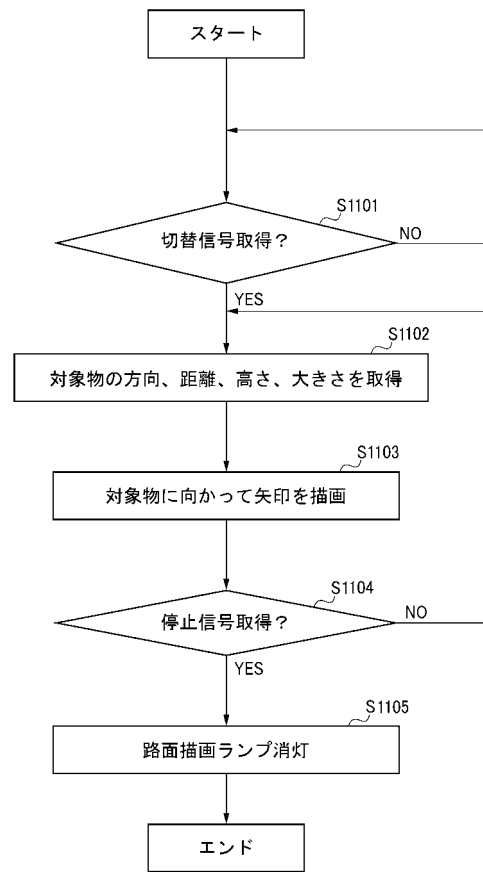 スタート
S1101
切替信号取得？
NO
YES
S1102
対象物の方向、距離、高さ、大きさを取得
S1103
対象物に向かって矢印を描画
S1104
停止信号取得？
NO
YES
S1105
路面描画ランプ消灯
エンド